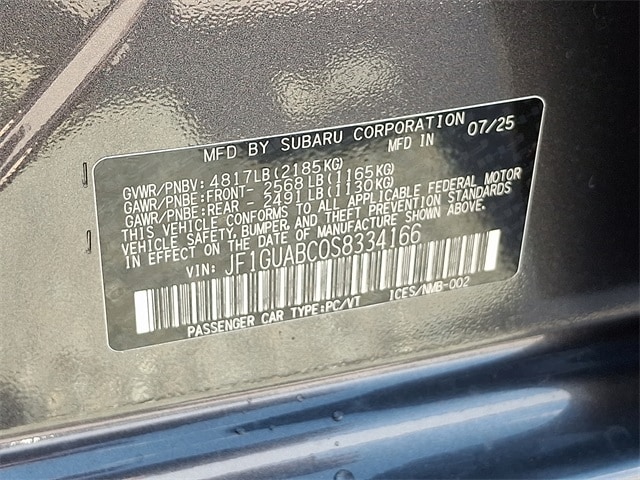 MFD BY SUBARU CORPORATION 07/25
MFD IN
GVWR/PNBV: 4817LB(2185KG)
GAWR/PNBE:FRONT- 2568LB(1165KG)
GAWR/PNBE:REAR - 2491LB(1130KG)
THIS VEHICLE CONFORMS TO ALL APPLICABLE FEDERAL MOTOR
VEHICLE SAFETY, BUMPER, AND THEFT PREVENTION STANDARDS
IN EFFECT ON THE DATE OF MANUFACTURE SHOWN ABOVE.
VIN: JF1GUABC0S8334166
PASSENGER CAR TYPE:PC/VT ICES/NMB-002